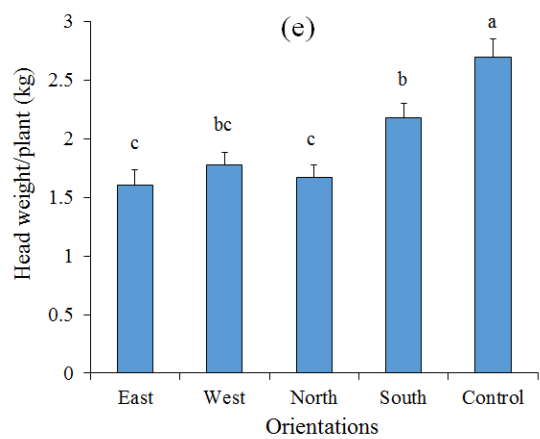 (e)
Head weight/plant (kg)
3
2.5
2
1.5
1
0.5
0
c
bc
c
b
a
East West North South Control
Orientations